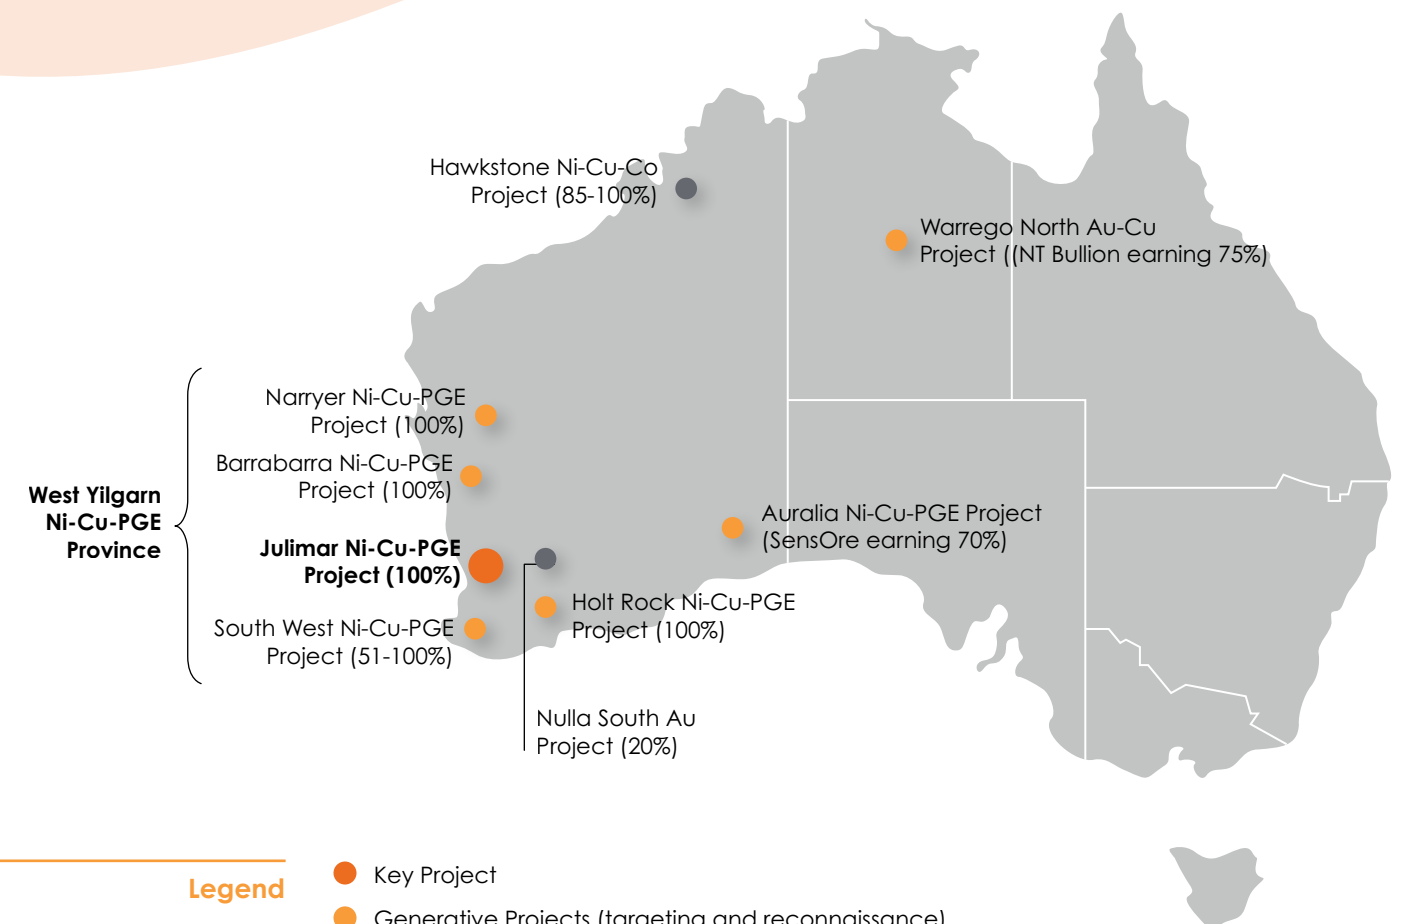 Hawkstone Ni-Cu-Co
Project (85-100%)
Warrego North Au-Cu
Project ((NT Bullion earning 75%)
Narryer Ni-Cu-PGE
Project (100%)
Barrabarra Ni-Cu-PGE
Project (100%)
West Yilgarn
Ni-Cu-PGE
Province
Julimar Ni-Cu-PGE
Project (100%)
South West Ni-Cu-PGE
Project (51-100%)
Auralia Ni-Cu-PGE Project
(SensOre earning 70%)
Holt Rock Ni-Cu-PGE
Project (100%)
Nulla South Au
Project (20%)
Legend
Key Project
Generative Projects (targeting and reconnaissance)